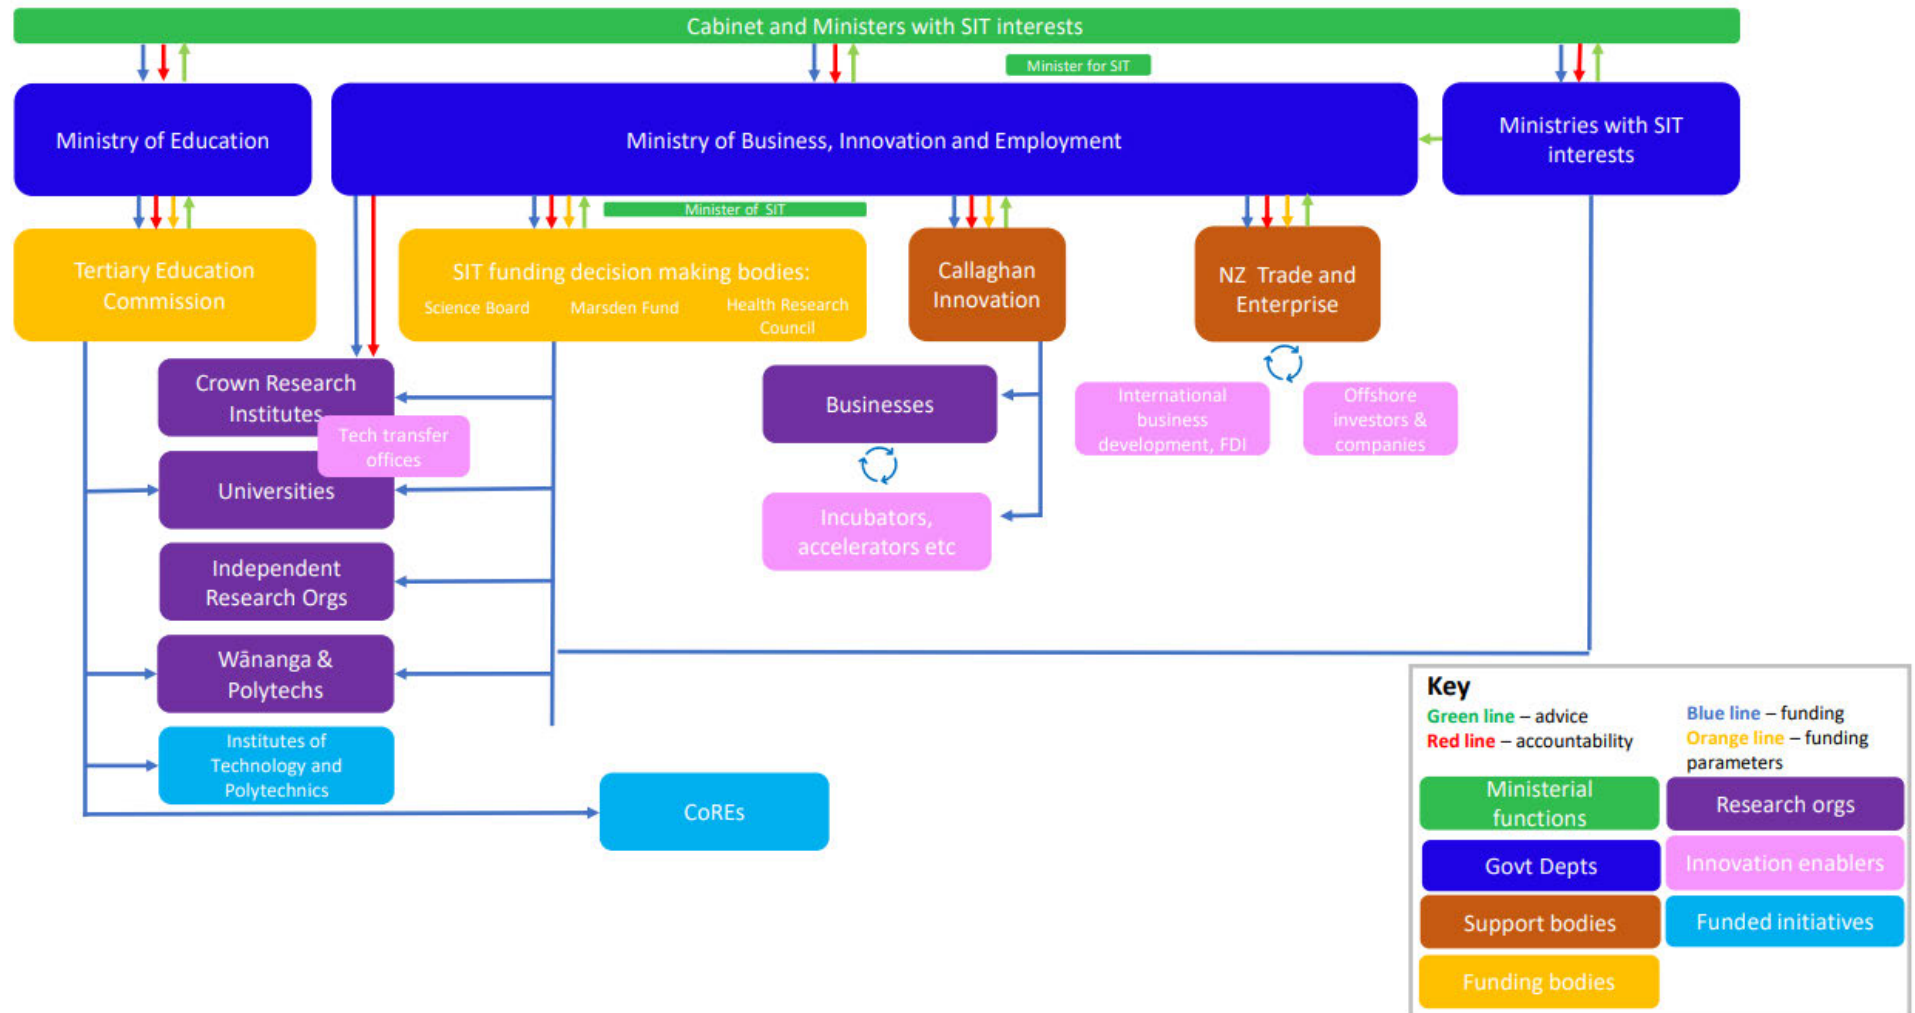 Cabinet and Ministers with SIT interests
Minister for SIT
Ministry of Education
Ministry of Business, Innovation and Employment
Ministries with SIT
interests
Minister of SIT
Tertiary Education
Commission
SIT funding decision making bodies:
Science Board
Marsden Fund
Health Research
Council
Callaghan
Innovation
NZ Trade and
Enterprise
Crown Research
Institutes
Tech transfer
offices
Universities
Independent
Research Orgs
Wānanga &
Polytechs
Institutes of
Technology and
Polytechnics
CoREs
Businesses
Incubators,
accelerators etc
International
business
development, FDI
Offshore
investors &
companies
Key
Green line – advice
Red line – accountability
Blue line – funding
Orange line – funding
parameters
Ministerial
functions
Research orgs
Govt Depts
Innovation enablers
Support bodies
Funded initiatives
Funding bodies